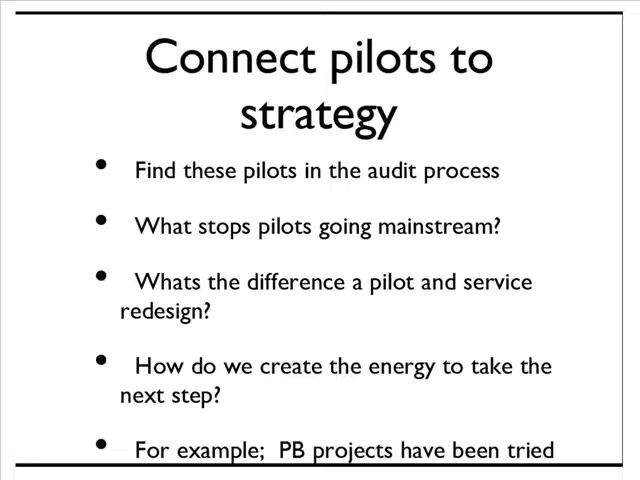 Connect pilots to
strategy
• Find these pilots in the audit process
• What stops pilots going mainstream?
• Whats the difference a pilot and service
redesign?
• How do we create the energy to take the
next step?
• For example; PB projects have been tried